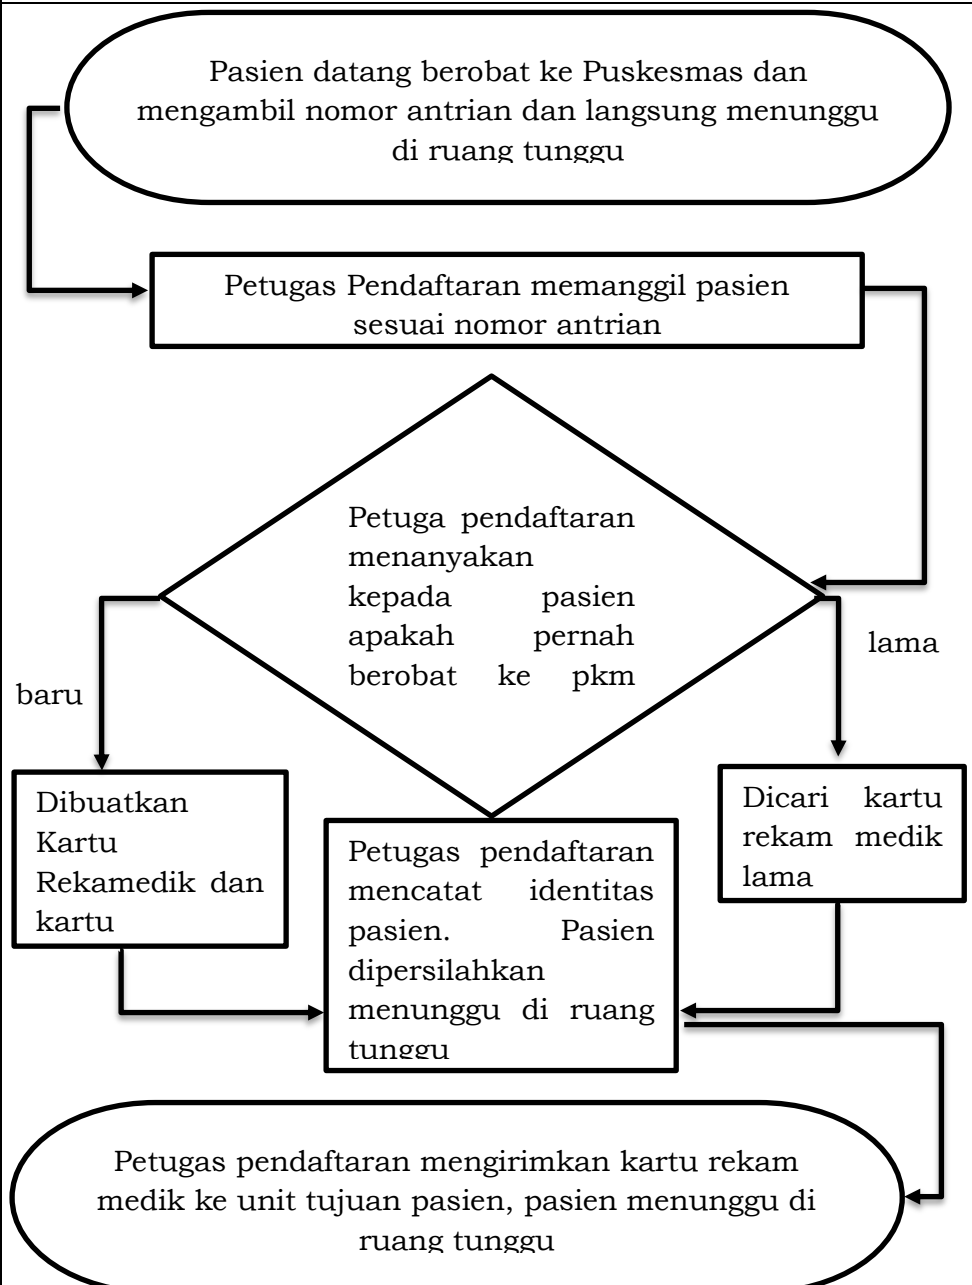 Pasien datang berobat ke Puskesmas dan
mengambil nomor antrian dan langsung menunggu
di ruang tunggu
Petugas Pendaftaran memanggil pasien
sesuai nomor antrian
Petuga pendaftaran
menanyakan
kepada pasien
apakah pernah
berobat ke pkm
lama
baru
Dibuatkan
Kartu
Rekamedik dan
kartu
Dicari kartu
rekam medik
lama
Petugas pendaftaran
mencatat identitas
pasien. Pasien
dipersilahkan
menunggu di ruang
tunggu
Petugas pendaftaran mengirimkan kartu rekam
medik ke unit tujuan pasien, pasien menunggu di
ruang tunggu